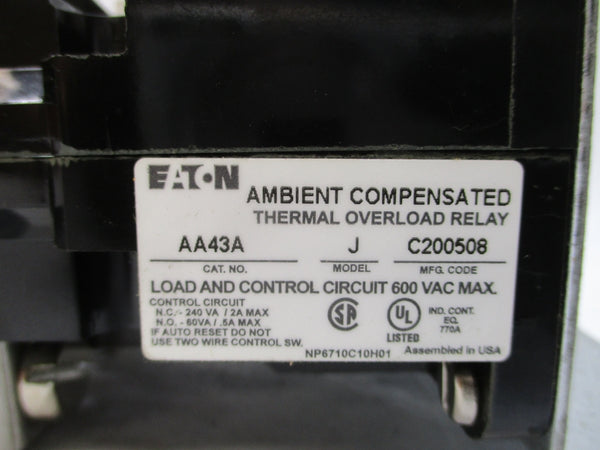 EATON
AMBIENT COMPENSATED
THERMAL OVERLOAD RELAY
AA43A J C200508
CAT. NO. MODEL MFG. CODE
LOAD AND CONTROL CIRCUIT 600 VAC MAX.
CONTROL CIRCUIT
N.C.- 240 VA / 2A MAX
N.O. - 60VA / .5A MAX
IF AUTO RESET DO NOT
USE TWO WIRE CONTROL SW.
SA
UL
LISTED
IND. CONT.
EQ.
770A
NP6710C10H01 Assembled in USA